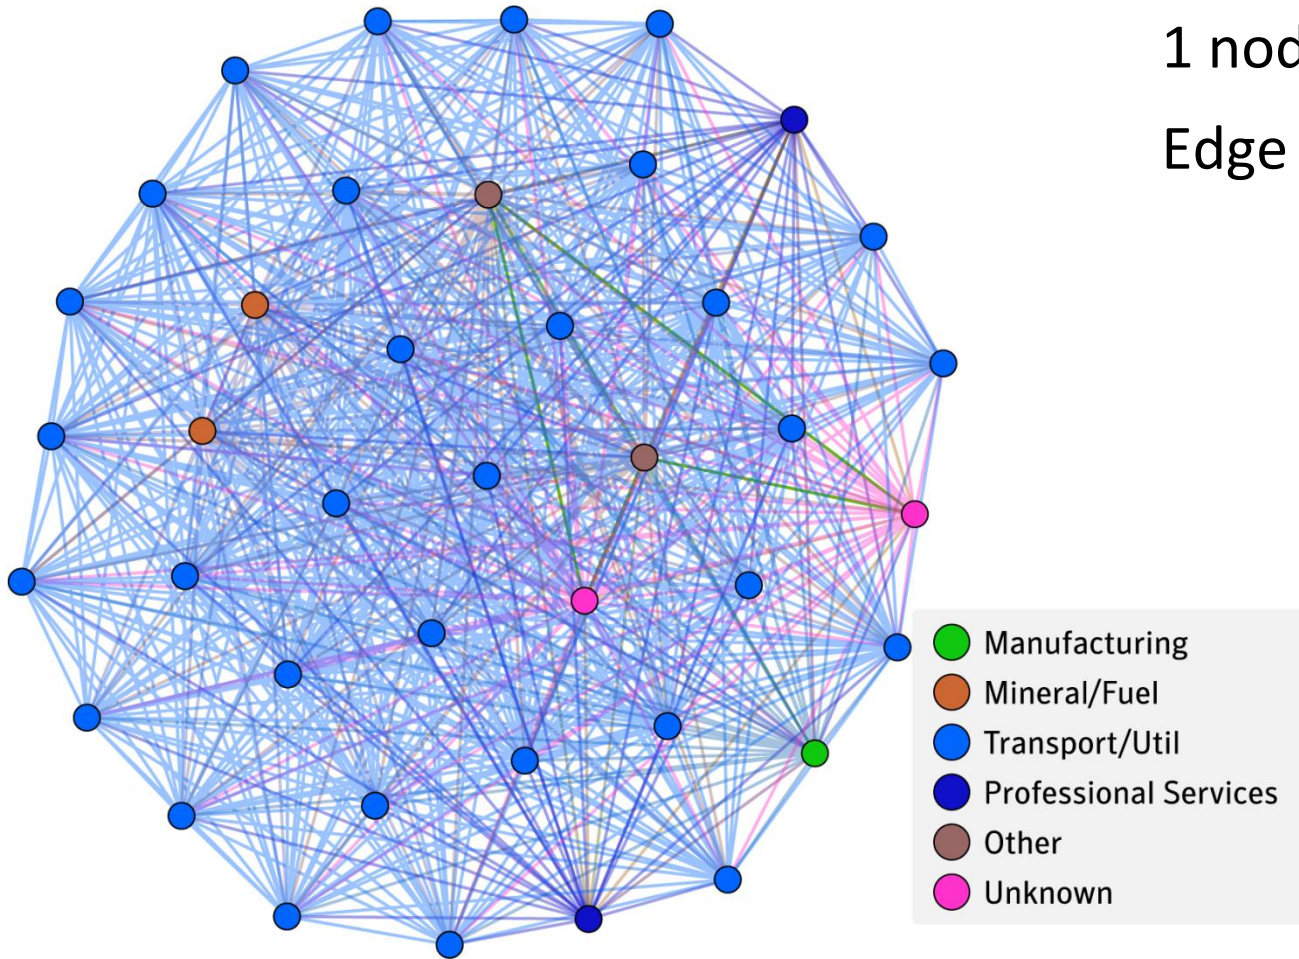 1 nod
Edge
Manufacturing
Mineral/Fuel
Transport/Util
Professional Services
Other
Unknown